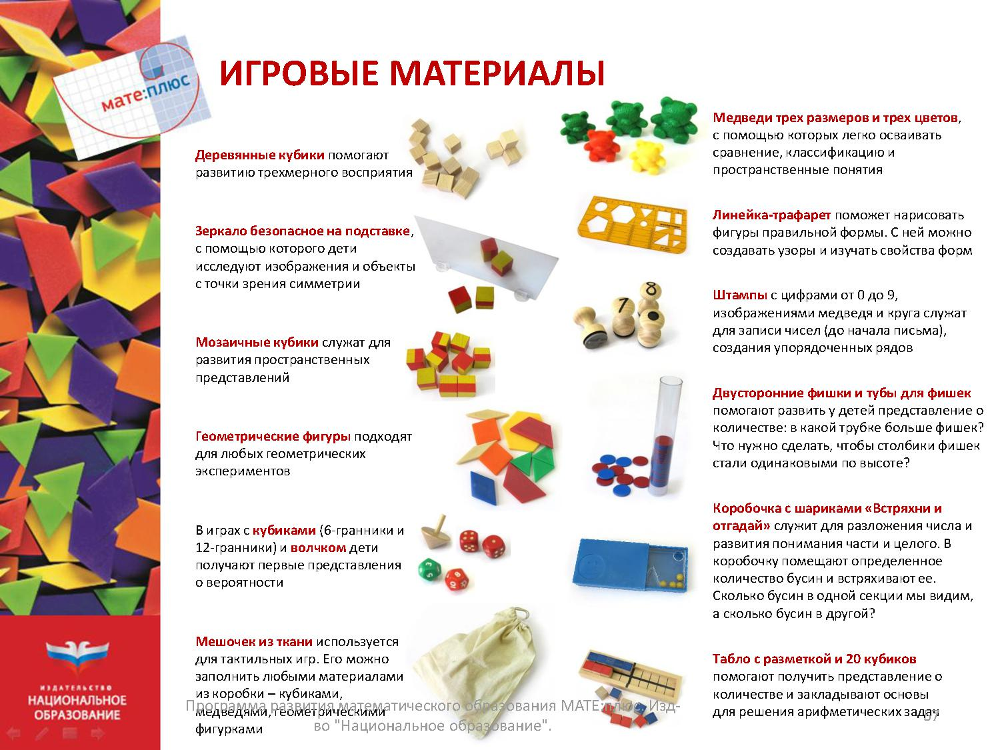 мате:плюс
ИГРОВЫЕ МАТЕРИАЛЫ
Деревянные кубики помогают
развитию трехмерного восприятия
Зеркало безопасное на подставке,
с помощью которого дети
исследуют изображения и объекты
с точки зрения симметрии
Мозаичные кубики служат для
развития пространственных
представлений
Геометрические фигуры подходят
для любых геометрических
экспериментов
В играх с кубиками (6-гранники и
12-гранники) и волчком дети
получают первые представления
о вероятности
Мешочек из ткани используется
для тактильных игр. Его можно
заполнить любыми материалами
из коробки – кубиками,
медведями, геометрическими
фигурками
Медведи трех размеров и трех цветов,
с помощью которых легко осваивать
сравнение, классификацию и
пространственные понятия
Линейка-трафарет поможет нарисовать
фигуры правильной формы. С ней можно
создавать узоры и изучать свойства форм
Штампы с цифрами от 0 до 9,
изображениями медведя и круга служат
для записи чисел (до начала письма),
создания упорядоченных рядов
Двусторонние фишки и тубы для фишек
помогают развить у детей представление о
количестве: в какой трубке больше фишек?
Что нужно сделать, чтобы столбики фишек
стали одинаковыми по высоте?
Коробочка с шариками «Встряхни и
отгадай» служит для разложения числа и
развития понимания части и целого. В
коробочку помещают определенное
количество бусин и встряхивают ее.
Сколько бусин в одной секции мы видим,
а сколько бусин в другой?
Табло с разметкой и 20 кубиков
помогают получить представление о
количестве и закладывают основы
для решения арифметических задач
Программа развития математического образования МАТЕ:плюс. Изд-
во "Национальное образование".
57
ИЗДАТЕЛЬСТВО
НАЦИОНАЛЬНОЕ
ОБРАЗОВАНИЕ
7
8